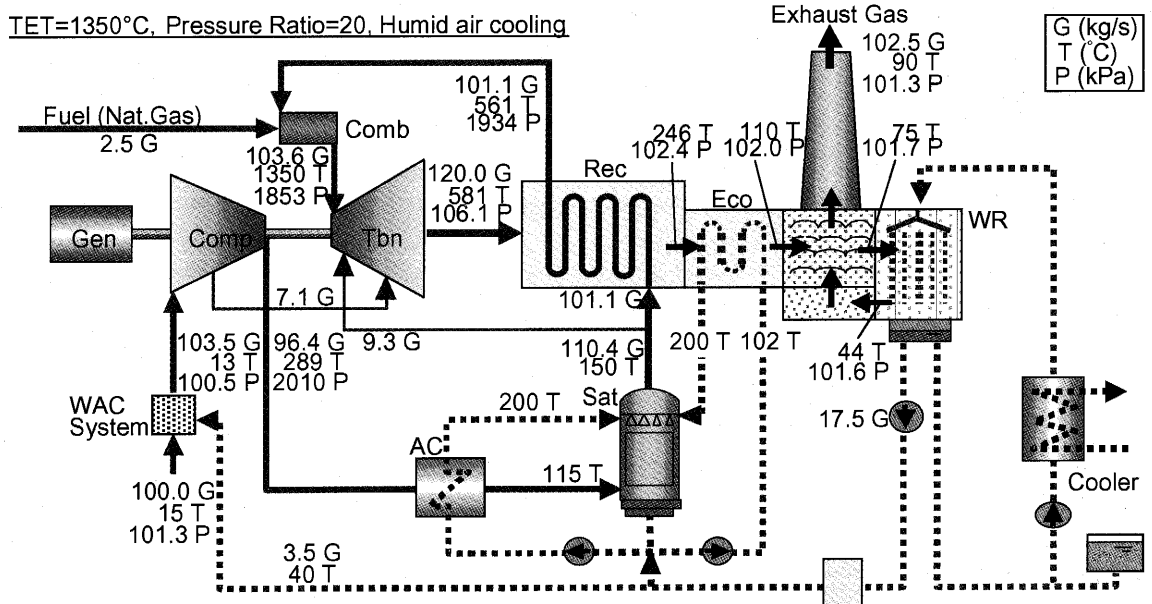 TET=1350°C, Pressure Ratio=20, Humid air cooling
Exhaust Gas
102.5 G
90 T
101.3 P
G (kg/s)
T (°C)
P (kPa)
Fuel (Nat.Gas)
2.5 G
Comb
103.6 G
1350 T
1853 P
101.1 G
561 T
1934 P
120.0 G
581 T
106.1 P
Rec
246 T
102.4 P
Eco
110 T
102.0 P
75 T
101.7 P
WR
Gen
Comp
Tbn
7.1 G
101.1 G
9.3 G
103.5 G
13 T
100.5 P
96.4 G
289 T
2010 P
110.4 G
150 T
200 T
102 T
44 T
101.6 P
WAC
System
200 T
Sat
17.5 G
AC
115 T
Cooler
100.0 G
15 T
101.3 P
3.5 G
40 T